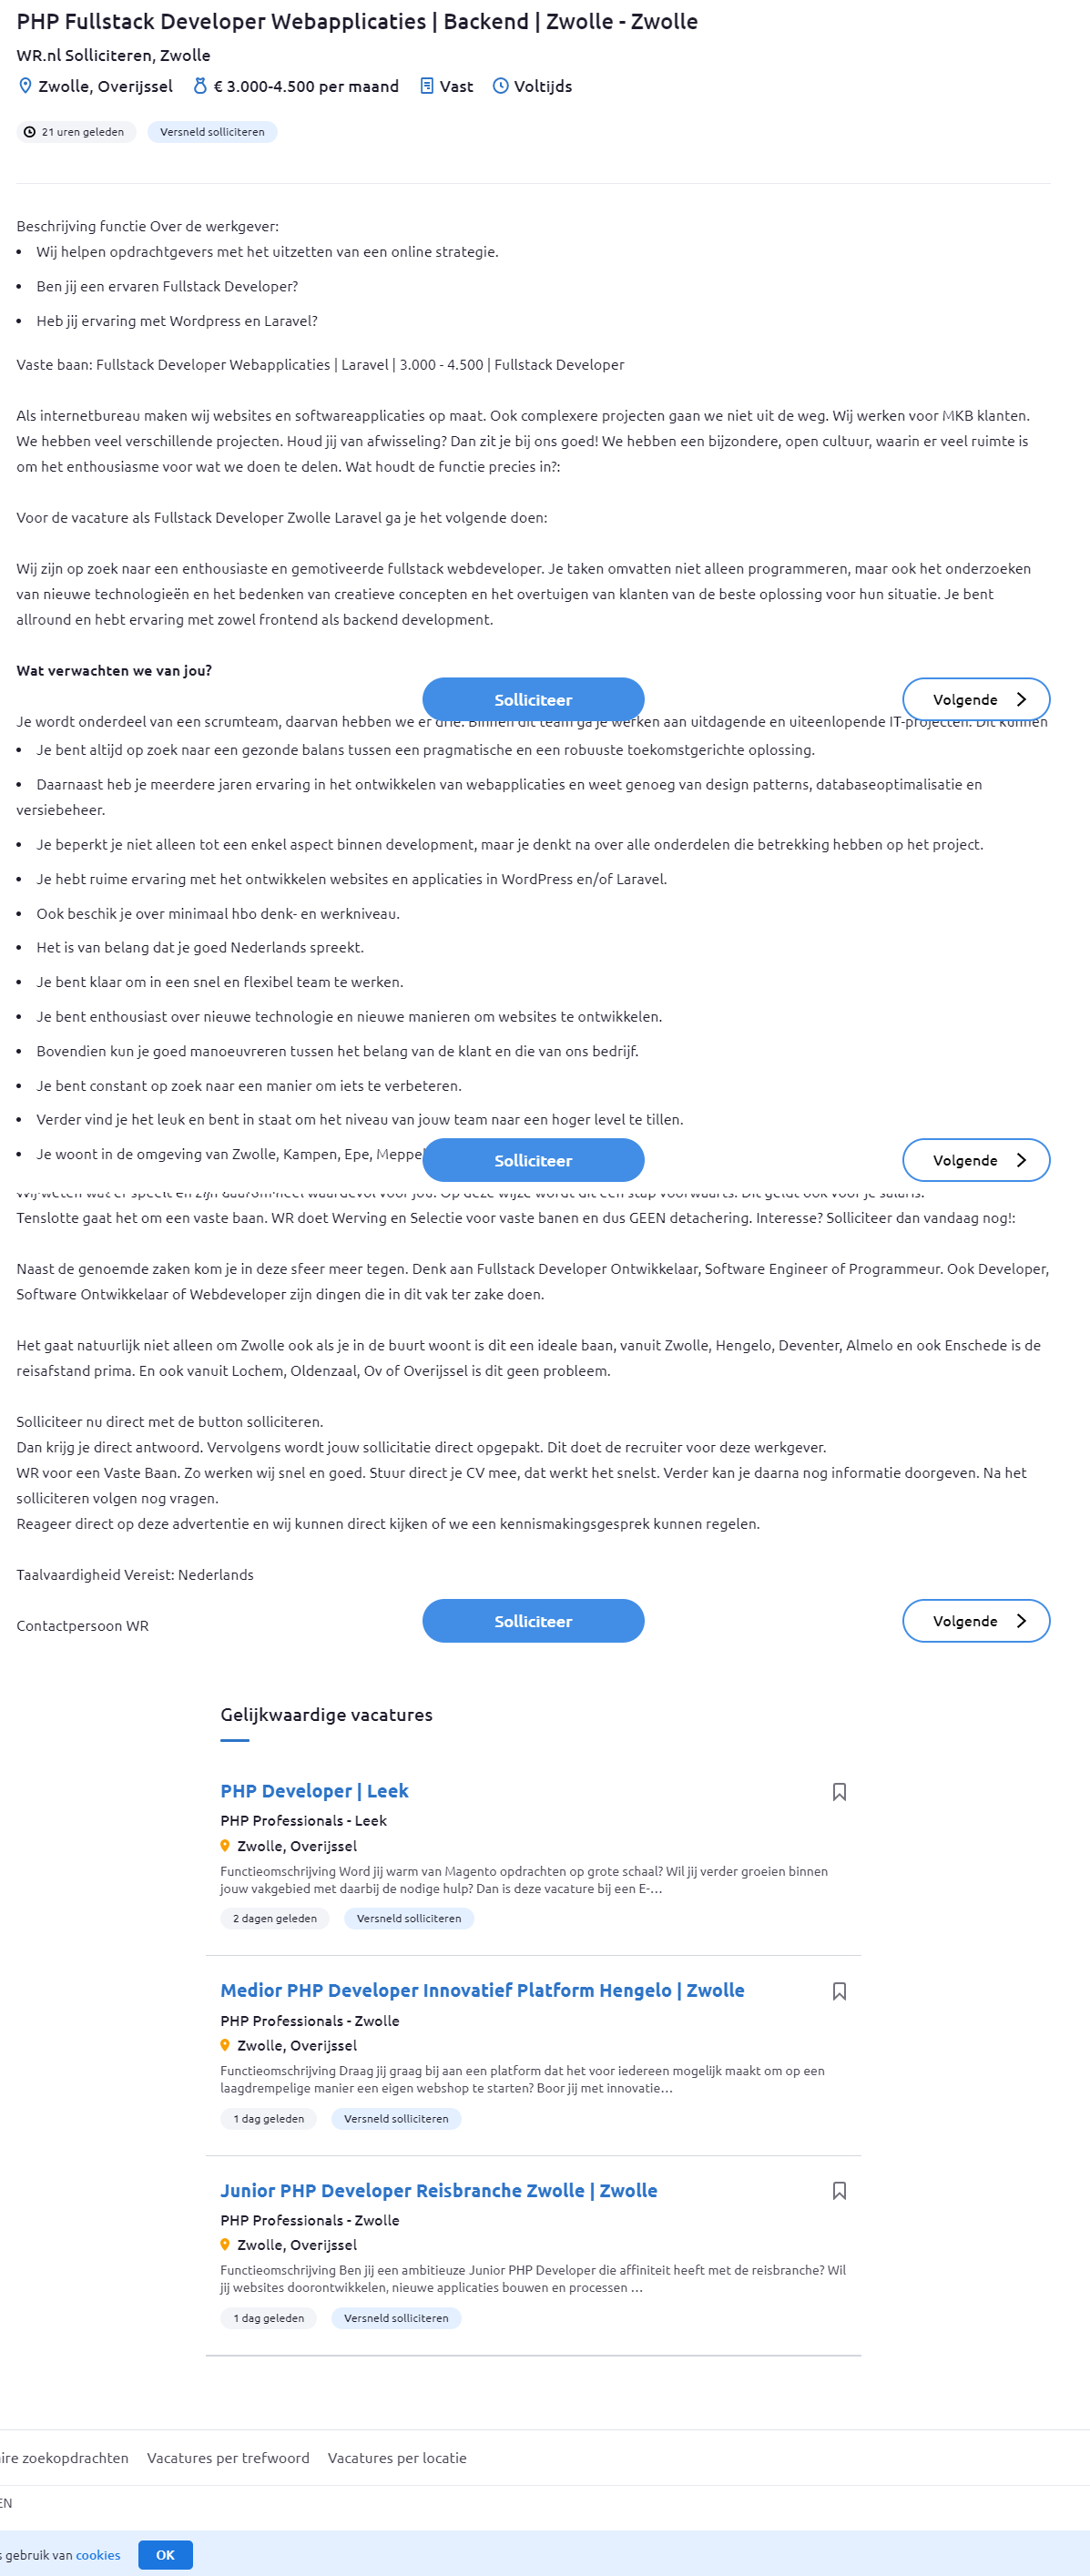 PHP Fullstack Developer Webapplicaties | Backend | Zwolle - Zwolle
WR.nl Solliciteren, Zwolle
Zwolle, Overijssel € 3.000-4.500 per maand Vast Voltijds
21 uren geleden Versneld solliciteren
Beschrijving functie Over de werkgever:
• Wij helpen opdrachtgevers met het uitzetten van een online strategie.
• Ben jij een ervaren Fullstack Developer?
• Heb jij ervaring met Wordpress en Laravel?
Vaste baan: Fullstack Developer Webapplicaties | Laravel | 3.000 - 4.500 | Fullstack Developer
Als internetbureau maken wij websites en softwareapplicaties op maat. Ook complexere projecten gaan we niet uit de weg. Wij werken voor MKB klanten.
We hebben veel verschillende projecten. Houd jij van afwisseling? Dan zit je bij ons goed! We hebben een bijzondere, open cultuur, waarin er veel ruimte is
om het enthousiasme voor wat we doen te delen. Wat houdt de functie precies in?:
Voor de vacature als Fullstack Developer Zwolle Laravel ga je het volgende doen:
Wij zijn op zoek naar een enthousiaste en gemotiveerde fullstack webdeveloper. Je taken omvatten niet alleen programmeren, maar ook het onderzoeken
van nieuwe technologieën en het bedenken van creatieve concepten en het overtuigen van klanten van de beste oplossing voor hun situatie. Je bent
allround en hebt ervaring met zowel frontend als backend development.
Wat verwachten we van jou?
Solliciteer Volgende
Je wordt onderdeel van een scrumteam, daarvan hebben we er drie. Binnen dit team ga je werken aan uitdagende en uiteenlopende IT-projecten. Dit kunnen
• Je bent altijd op zoek naar een gezonde balans tussen een pragmatische en een robuuste toekomstgerichte oplossing.
• Daarnaast heb je meerdere jaren ervaring in het ontwikkelen van webapplicaties en weet genoeg van design patterns, databaseoptimalisatie en
versiebeheer.
• Je beperkt je niet alleen tot een enkel aspect binnen development, maar je denkt na over alle onderdelen die betrekking hebben op het project.
• Je hebt ruime ervaring met het ontwikkelen websites en applicaties in WordPress en/of Laravel.
• Ook beschik je over minimaal hbo denk- en werkniveau.
• Het is van belang dat je goed Nederlands spreekt.
• Je bent klaar om in een snel en flexibel team te werken.
• Je bent enthousiast over nieuwe technologie en nieuwe manieren om websites te ontwikkelen.
• Bovendien kun je goed manoeuvreren tussen het belang van de klant en die van ons bedrijf.
• Je bent constant op zoek naar een manier om iets te verbeteren.
• Verder vind je het leuk en bent in staat om het niveau van jouw team naar een hoger level te tillen.
• Je woont in de omgeving van Zwolle, Kampen, Epe, Meppel
Solliciteer Volgende
Wij weten wat er speelt en zijn daarom heel waardevol voor jou. Op deze wijze wordt dit een stap voorwaarts. Dit geldt ook voor je salaris.
Tenslotte gaat het om een vaste baan. WR doet Werving en Selectie voor vaste banen en dus GEEN detachering. Interesse? Solliciteer dan vandaag nog!:
Naast de genoemde zaken kom je in deze sfeer meer tegen. Denk aan Fullstack Developer Ontwikkelaar, Software Engineer of Programmeur. Ook Developer,
Software Ontwikkelaar of Webdeveloper zijn dingen die in dit vak ter zake doen.
Het gaat natuurlijk niet alleen om Zwolle ook als je in de buurt woont is dit een ideale baan, vanuit Zwolle, Hengelo, Deventer, Almelo en ook Enschede is de
reisafstand prima. En ook vanuit Lochem, Oldenzaal, Ov of Overijssel is dit geen probleem.
Solliciteer nu direct met de button solliciteren.
Dan krijg je direct antwoord. Vervolgens wordt jouw sollicitatie direct opgepakt. Dit doet de recruiter voor deze werkgever.
WR voor een Vaste Baan. Zo werken wij snel en goed. Stuur direct je CV mee, dat werkt het snelst. Verder kan je daarna nog informatie doorgeven. Na het
solliciteren volgen nog vragen.
Reageer direct op deze advertentie en wij kunnen direct kijken of we een kennismakingsgesprek kunnen regelen.
Taalvaardigheid Vereist: Nederlands
Contactpersoon WR
Solliciteer Volgende
Gelijkwaardige vacatures
PHP Developer | Leek
PHP Professionals - Leek
Zwolle, Overijssel
Functieomschrijving Word jij warm van Magento opdrachten op grote schaal? Wil jij verder groeien binnen
jouw vakgebied met daarbij de nodige hulp? Dan is deze vacature bij een E-…
2 dagen geleden Versneld solliciteren
Medior PHP Developer Innovatief Platform Hengelo | Zwolle
PHP Professionals - Zwolle
Zwolle, Overijssel
Functieomschrijving Draag jij graag bij aan een platform dat het voor iedereen mogelijk maakt om op een
laagdrempelige manier een eigen webshop te starten? Boor jij met innovatie…
1 dag geleden Versneld solliciteren
Junior PHP Developer Reisbranche Zwolle | Zwolle
PHP Professionals - Zwolle
Zwolle, Overijssel
Functieomschrijving Ben jij een ambitieuze Junior PHP Developer die affiniteit heeft met de reisbranche? Wil
jij websites doorontwikkelen, nieuwe applicaties bouwen en processen …
1 dag geleden Versneld solliciteren
ire zoekopdrachten Vacatures per trefwoord Vacatures per locatie
EN
s gebruik van cookies OK